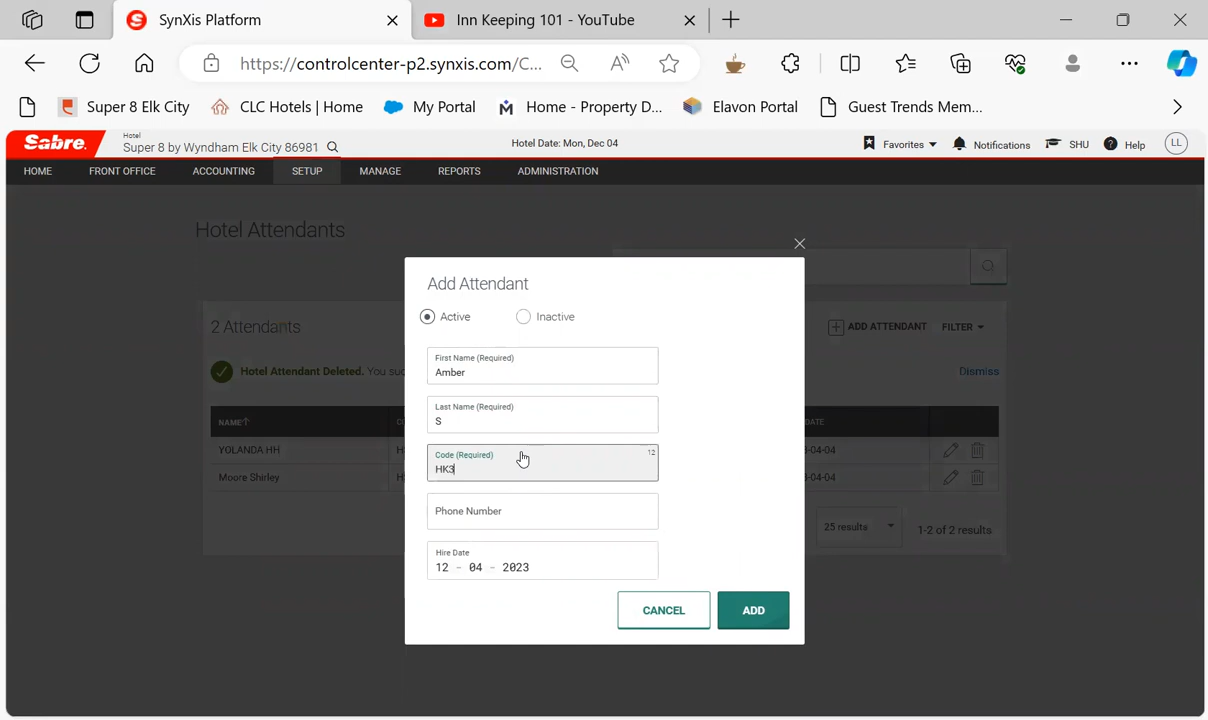 SynXis Platform
Inn Keeping 101 - YouTube
https://controlcenter-p2.synxis.com/C...
Super 8 Elk City
CLC Hotels | Home
My Portal
Home - Property D...
Elavon Portal
Guest Trends Mem...
Sabre.
Hotel
Super 8 by Wyndham Elk City 86981
Hotel Date: Mon, Dec 04
Favorites
Notifications
SHU
Help
LL
HOME
FRONT OFFICE
ACCOUNTING
SETUP
MANAGE
REPORTS
ADMINISTRATION
Hotel Attendants
2 Attendants
ADD ATTENDANT
FILTER
Hotel Attendant Deleted. You suc
Dismiss
NAME
DATE
YOLANDA HH
-04-04
Moore Shirley
-04-04
25 results
1-2 of 2 results
Add Attendant
Active
Inactive
First Name (Required)
Amber
Last Name (Required)
S
Code (Required)
12
HK3
Phone Number
Hire Date
12 - 04 - 2023
CANCEL
ADD